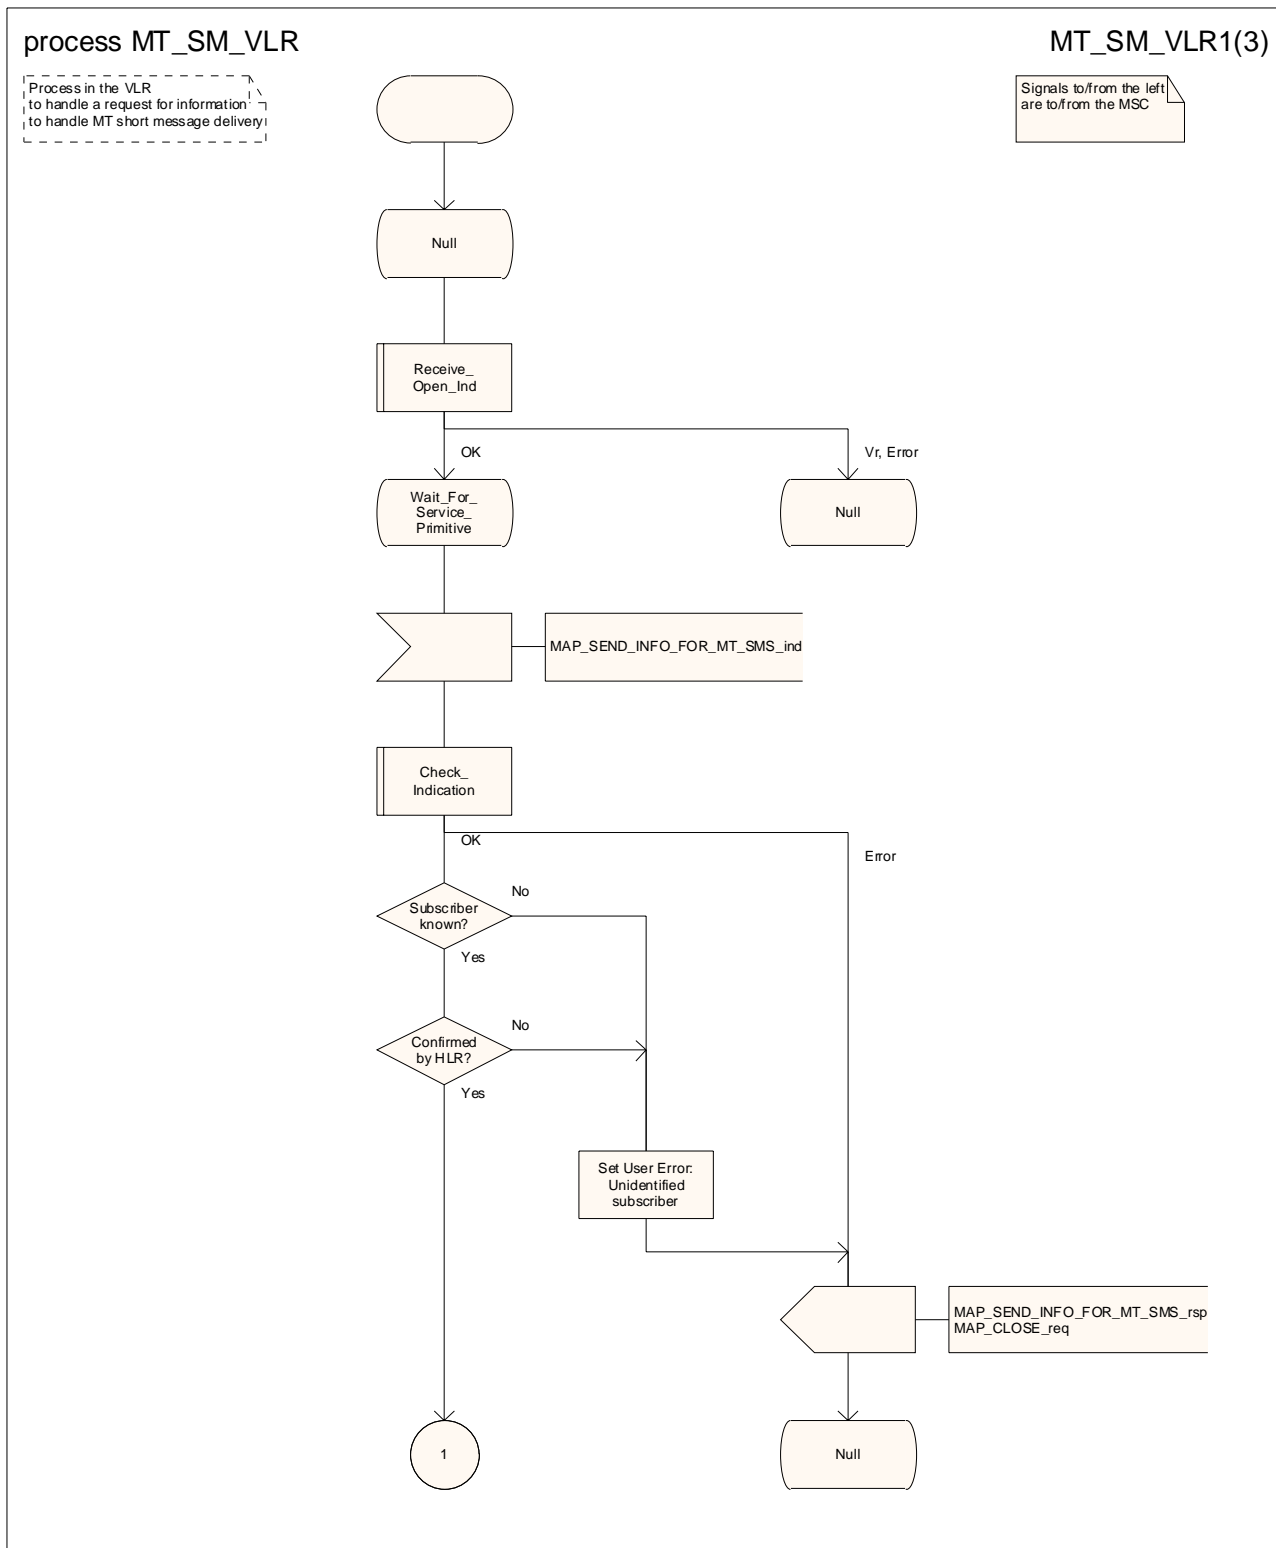 process MT_SM_VLR
MT_SM_VLR1(3)
Process in the VLR
to handle a request for information
to handle MT short message delivery
Signals to/from the left
are to/from the MSC
Null
Receive_
Open_Ind
OK
Vr, Error
Wait_For_
Service_
Primitive
Null
MAP_SEND_INFO_FOR_MT_SMS_ind
Check_
Indication
OK
Error
No
Subscriber
known?
Yes
No
Confirmed
by HLR?
Yes
Set User Error:
Unidentified
subscriber
MAP_SEND_INFO_FOR_MT_SMS_rsp
MAP_CLOSE_req
1
Null